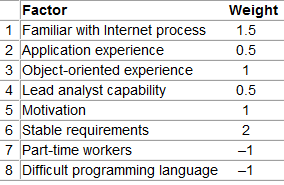 Factor Weight
1 Familiar with Internet process 1.5
2 Application experience 0.5
3 Object-oriented experience 1
4 Lead analyst capability 0.5
5 Motivation 1
6 Stable requirements 2
7 Part-time workers –1
8 Difficult programming language –1